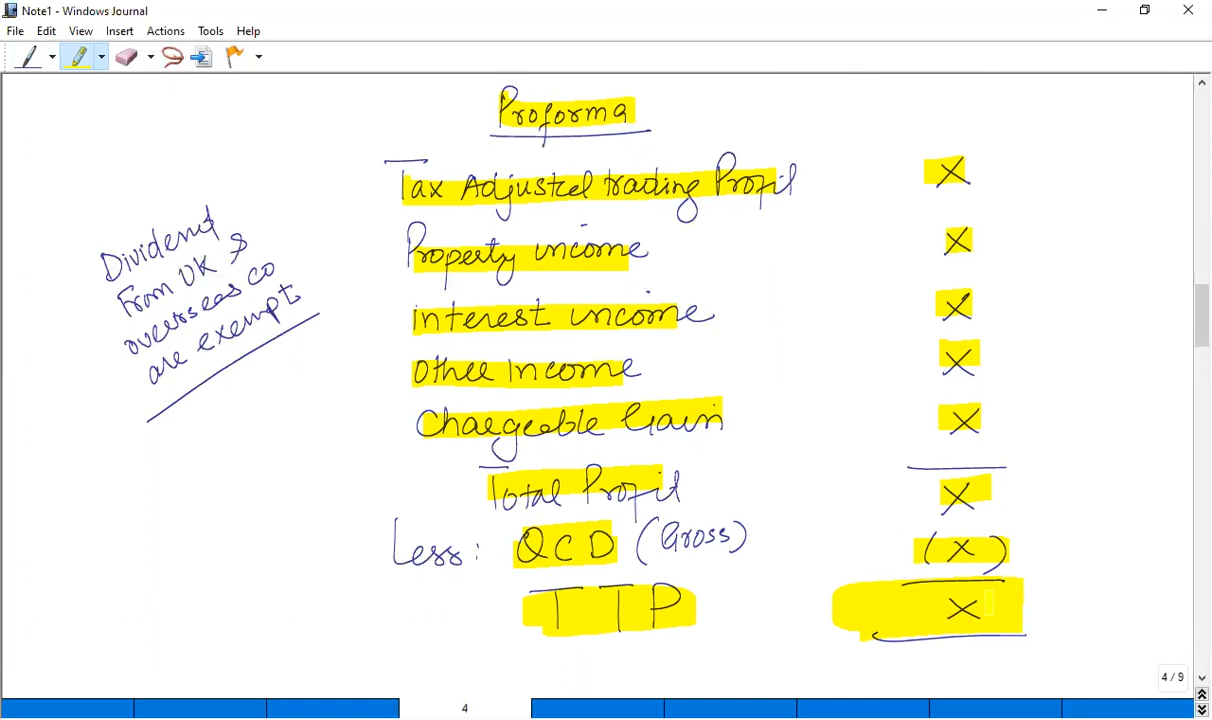 Note1 - Windows Journal
File Edit View Insert Actions Tools Help
Proforma
Tax Adjusted trading Profit X
Property income X
interest income X
Other Income X
Chargeable Gain X
Total Profit X
Less: QCD (Gross) (X)
TTP X
Dividend
From UK &
overseas co
are exempt
4 / 9
4